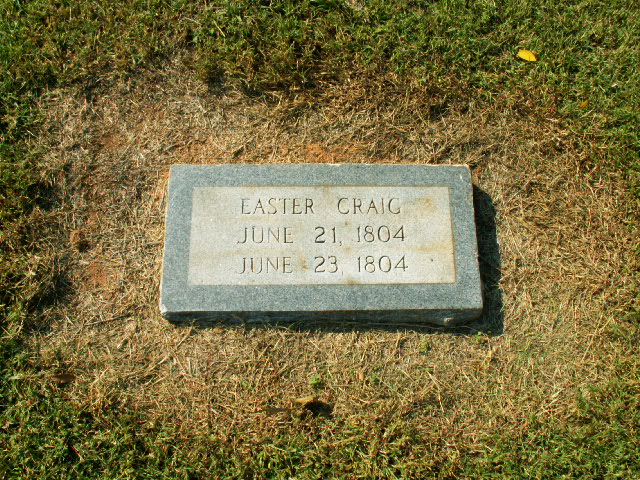 EASTER CRAIG
JUNE 21, 1804
JUNE 23, 1804